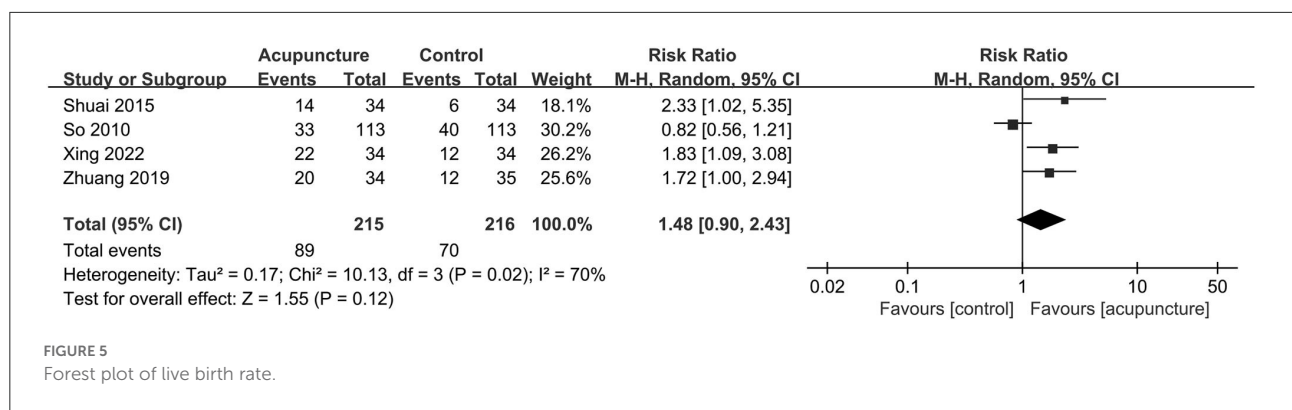 Acupuncture Control Risk Ratio Risk Ratio
Study or Subgroup Events Total Events Total Weight M-H, Random, 95% CI M-H, Random, 95% CI
Shuai 2015 14 34 6 34 18.1% 2.33 [1.02, 5.35]
So 2010 33 113 40 113 30.2% 0.82 [0.56, 1.21]
Xing 2022 22 34 12 34 26.2% 1.83 [1.09, 3.08]
Zhuang 2019 20 34 12 35 25.6% 1.72 [1.00, 2.94]
Total (95% CI) 215 216 100.0% 1.48 [0.90, 2.43]
Total events 89 70
Heterogeneity: Tau² = 0.17; Chi² = 10.13, df = 3 (P = 0.02); I² = 70%
Test for overall effect: Z = 1.55 (P = 0.12)
0.02 0.1 1 10 50
Favours [control] Favours [acupuncture]
FIGURE 5
Forest plot of live birth rate.